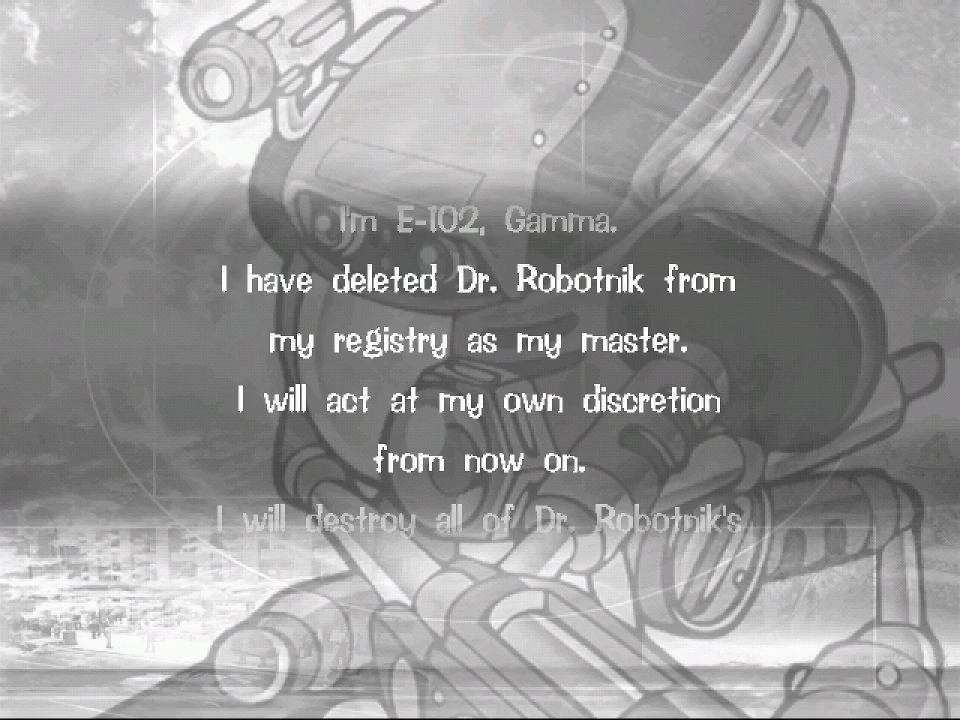 I'm E-102, Gamma.
I have deleted Dr. Robotnik from
my registry as my master.
I will act at my own discretion
from now on.
I will destroy all of Dr. Robotnik's